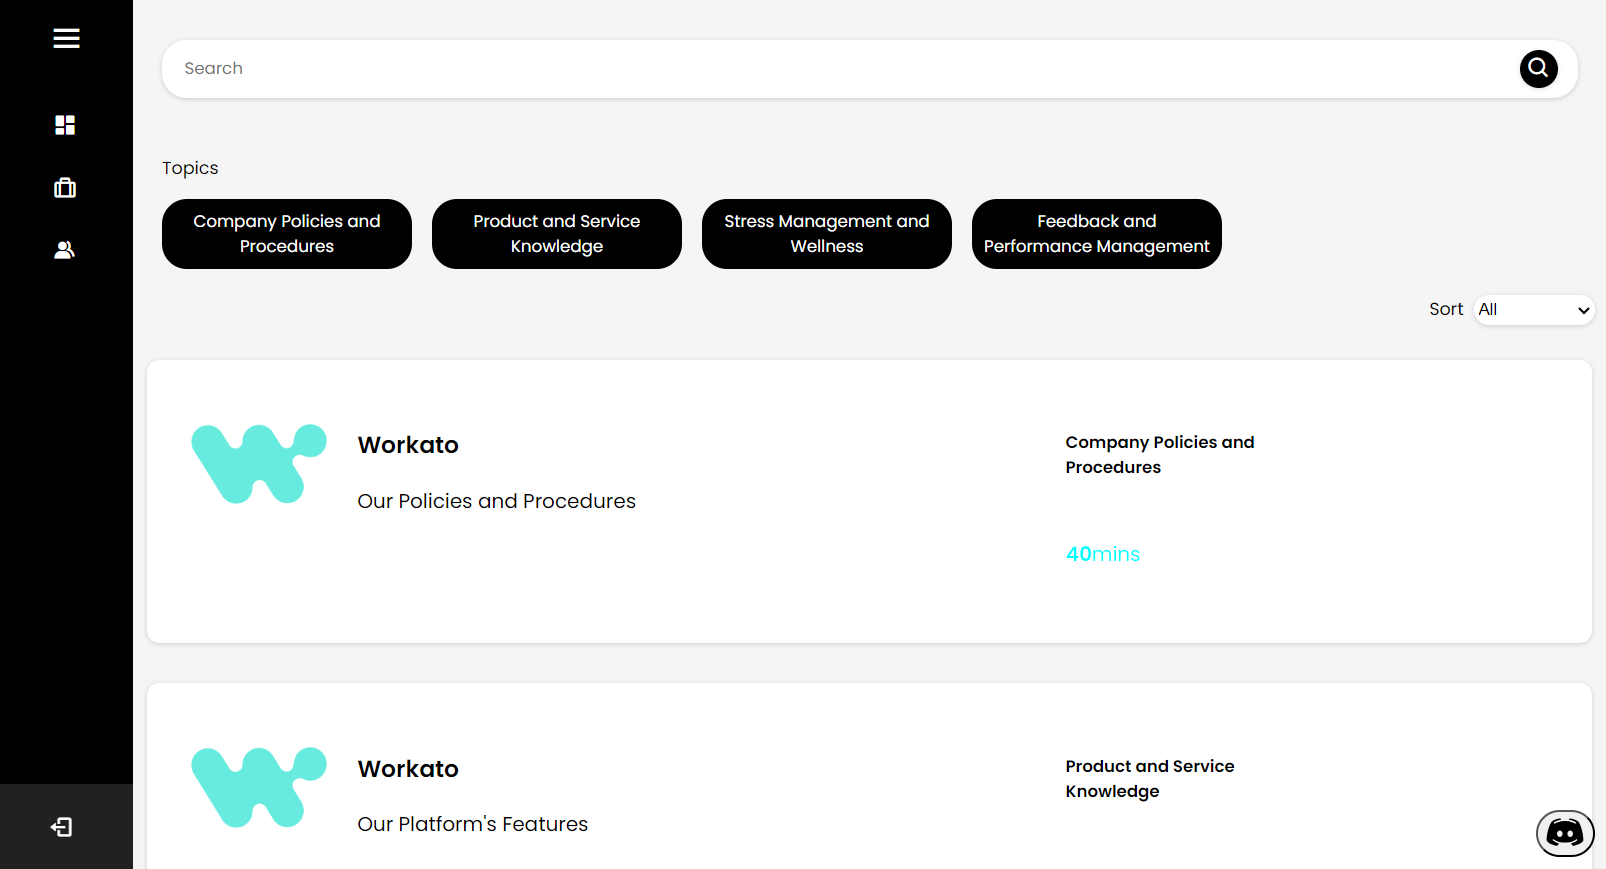 Search
Topics
Company Policies and
Procedures
Product and Service
Knowledge
Stress Management and
Wellness
Feedback and
Performance Management
Sort All
Workato
Our Policies and Procedures
Company Policies and
Procedures
40mins
Workato
Our Platform's Features
Product and Service
Knowledge